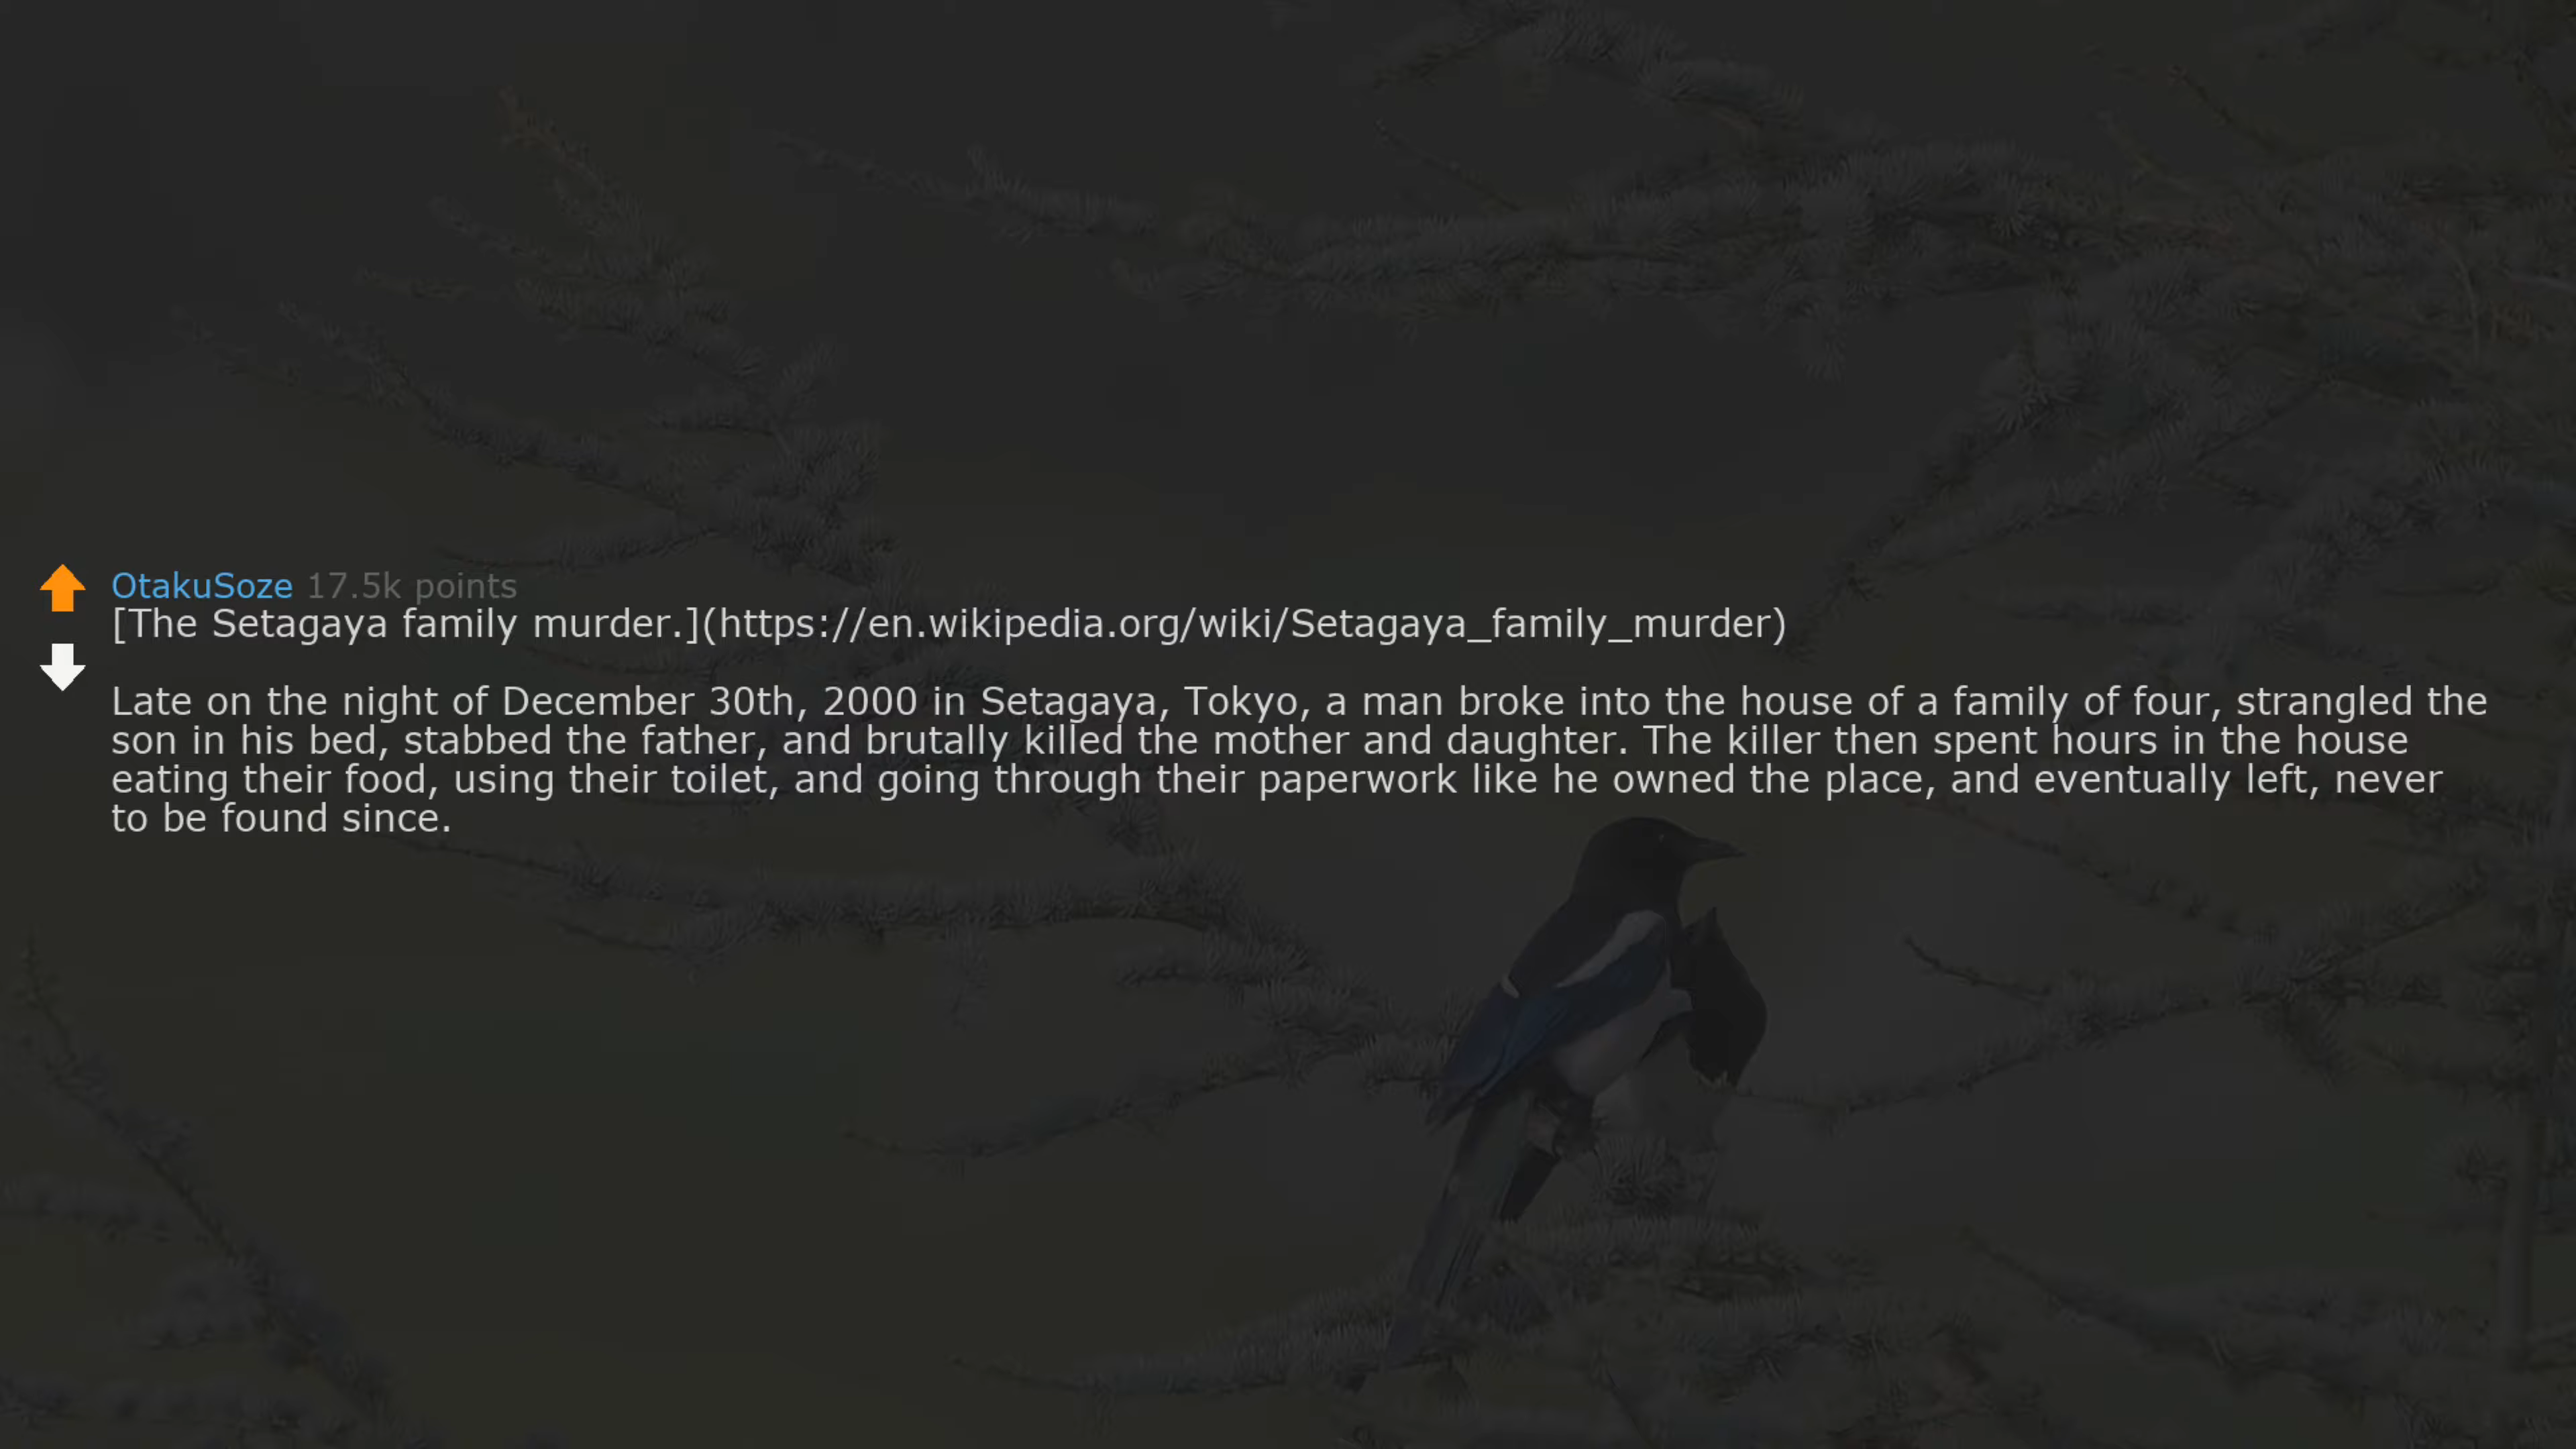 OtakuSoze 17.5k points
[The Setagaya family murder.](https://en.wikipedia.org/wiki/Setagaya_family_murder)
Late on the night of December 30th, 2000 in Setagaya, Tokyo, a man broke into the house of a family of four, strangled the
son in his bed, stabbed the father, and brutally killed the mother and daughter. The killer then spent hours in the house
eating their food, using their toilet, and going through their paperwork like he owned the place, and eventually left, never
to be found since.